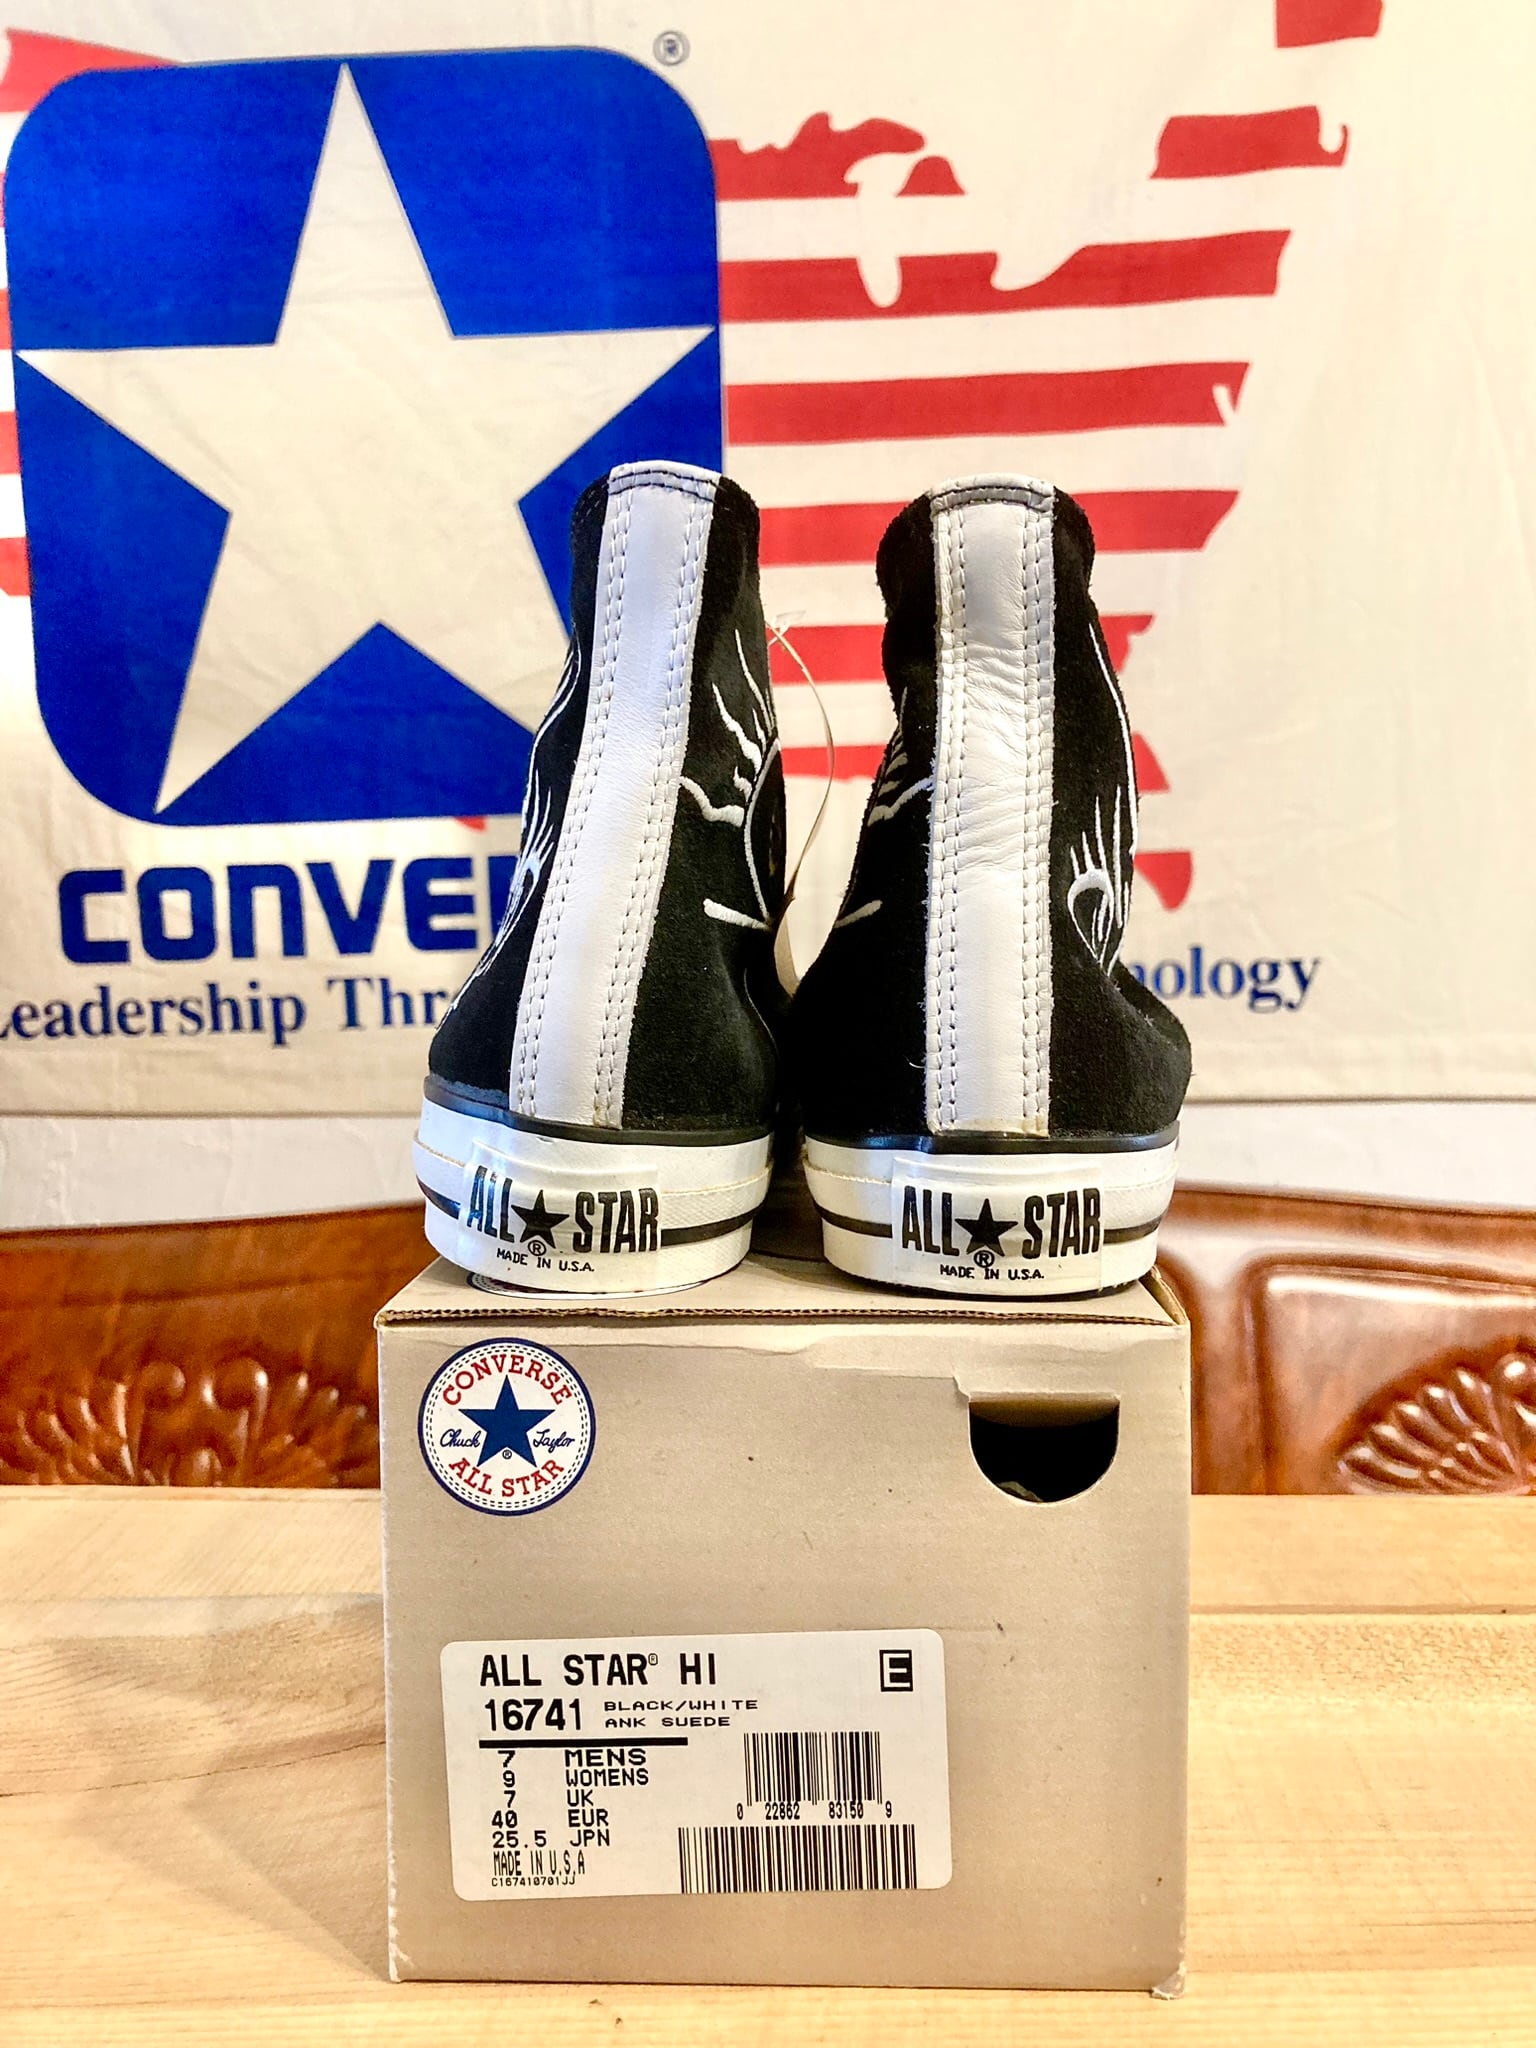 ®
CONVE
Leadership Thr
nology
ALL★STAR
®
MADE IN U.S.A.
ALL★STAR
®
MADE IN U.S.A.
CONVERSE
Chuck Taylor
®
ALL STAR
ALL STAR® HI E
16741 BLACK/WHITE
ANK SUEDE
7 MENS
9 WOMENS
7 UK
40 EUR
25.5 JPN
MADE IN U.S.A
C167410701JJ
0 22862 83150 9